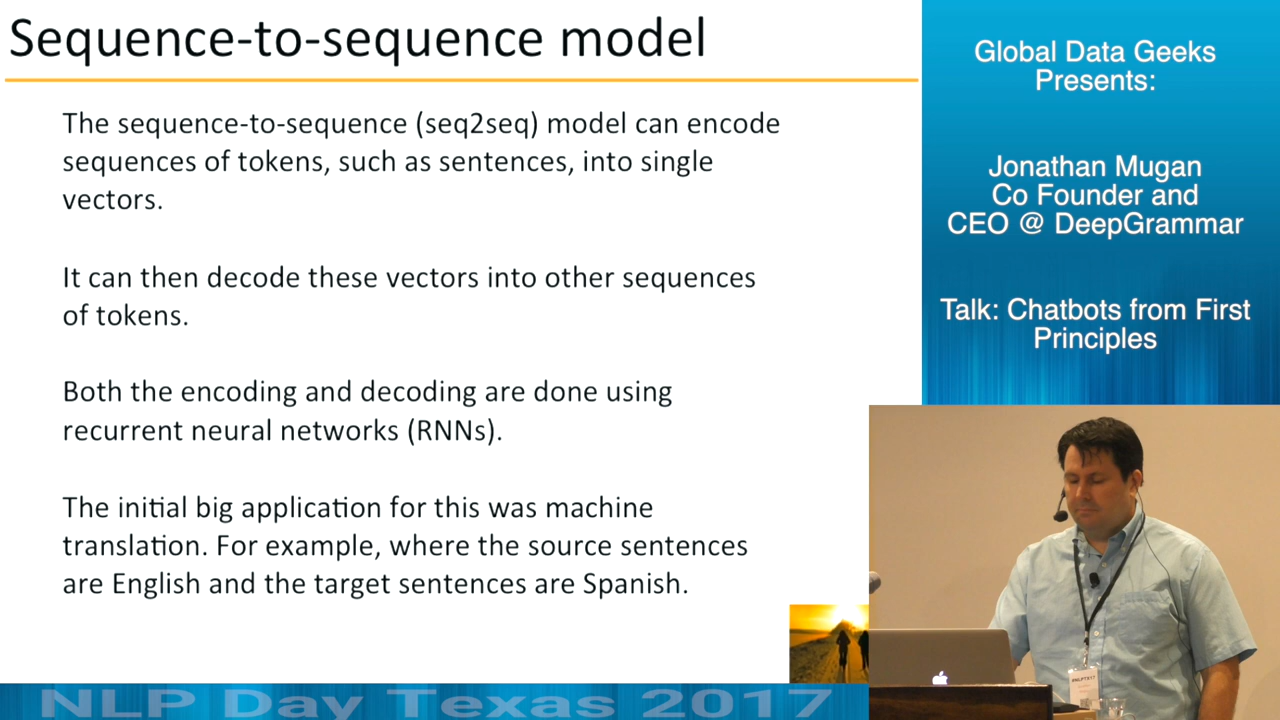 Sequence-to-sequence model
The sequence-to-sequence (seq2seq) model can encode
sequences of tokens, such as sentences, into single
vectors.
It can then decode these vectors into other sequences
of tokens.
Both the encoding and decoding are done using
recurrent neural networks (RNNs).
The initial big application for this was machine
translation. For example, where the source sentences
are English and the target sentences are Spanish.
Global Data Geeks
Presents:
Jonathan Mugan
Co Founder and
CEO @ DeepGrammar
Talk: Chatbots from First
Principles
#NLPTX17
NLP Day Texas 2017